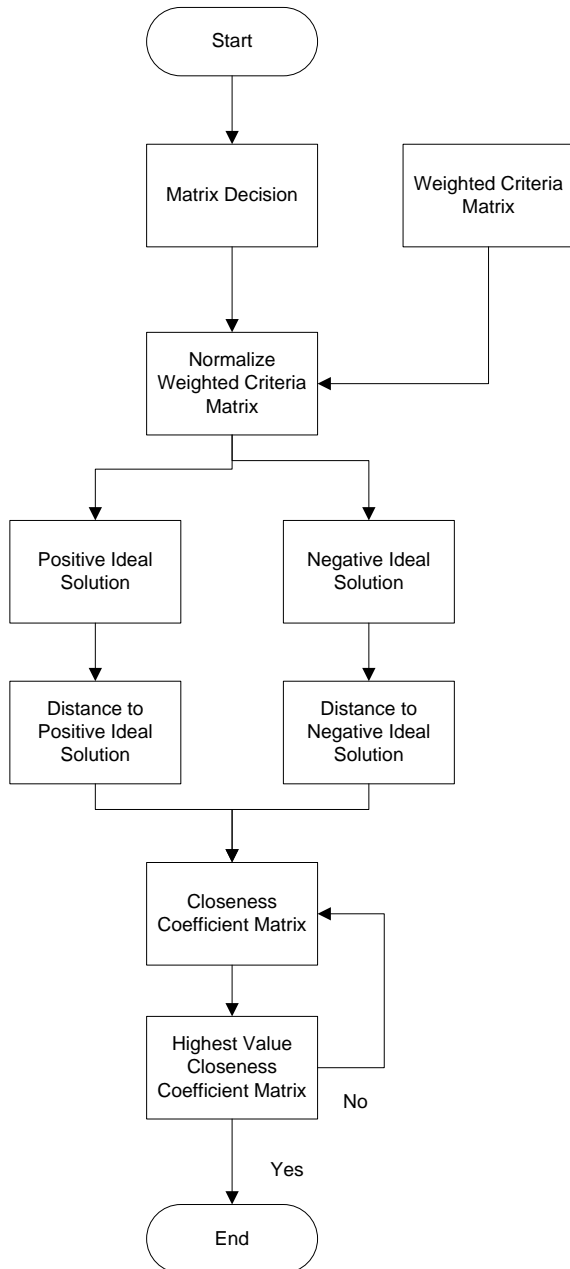 Start
Matrix Decision
Weighted Criteria
Matrix
Normalize
Weighted Criteria
Matrix
Positive Ideal
Solution
Negative Ideal
Solution
Distance to
Positive Ideal
Solution
Distance to
Negative Ideal
Solution
Closeness
Coefficient Matrix
Highest Value
Closeness
Coefficient Matrix
No
Yes
End